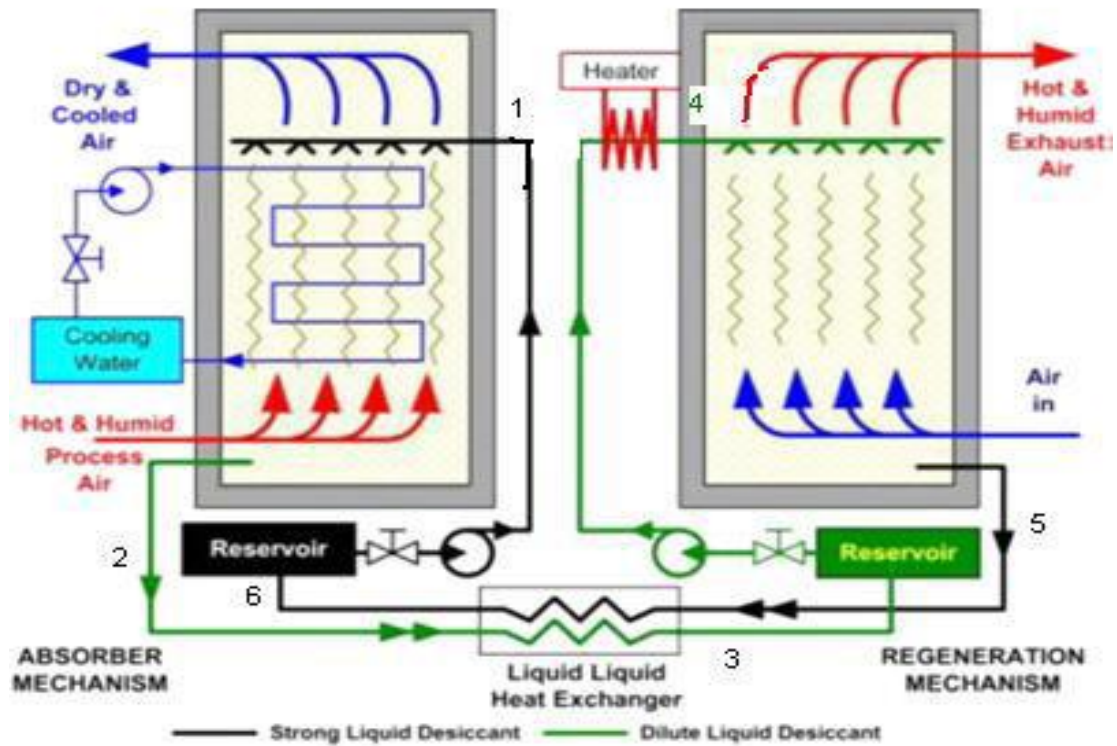 Dry &
Cooled
Air
1
Heater
4
Hot &
Humid
Exhaust:
Air
Cooling
Water
Hot & Humid
Process
Air
Air
in
2
Reservoir
6
Reservoir
5
3
ABSORBER
MECHANISM
Liquid Liquid
Heat Exchanger
REGENERATION
MECHANISM
Strong Liquid Desiccant
Dilute Liquid Desiccant